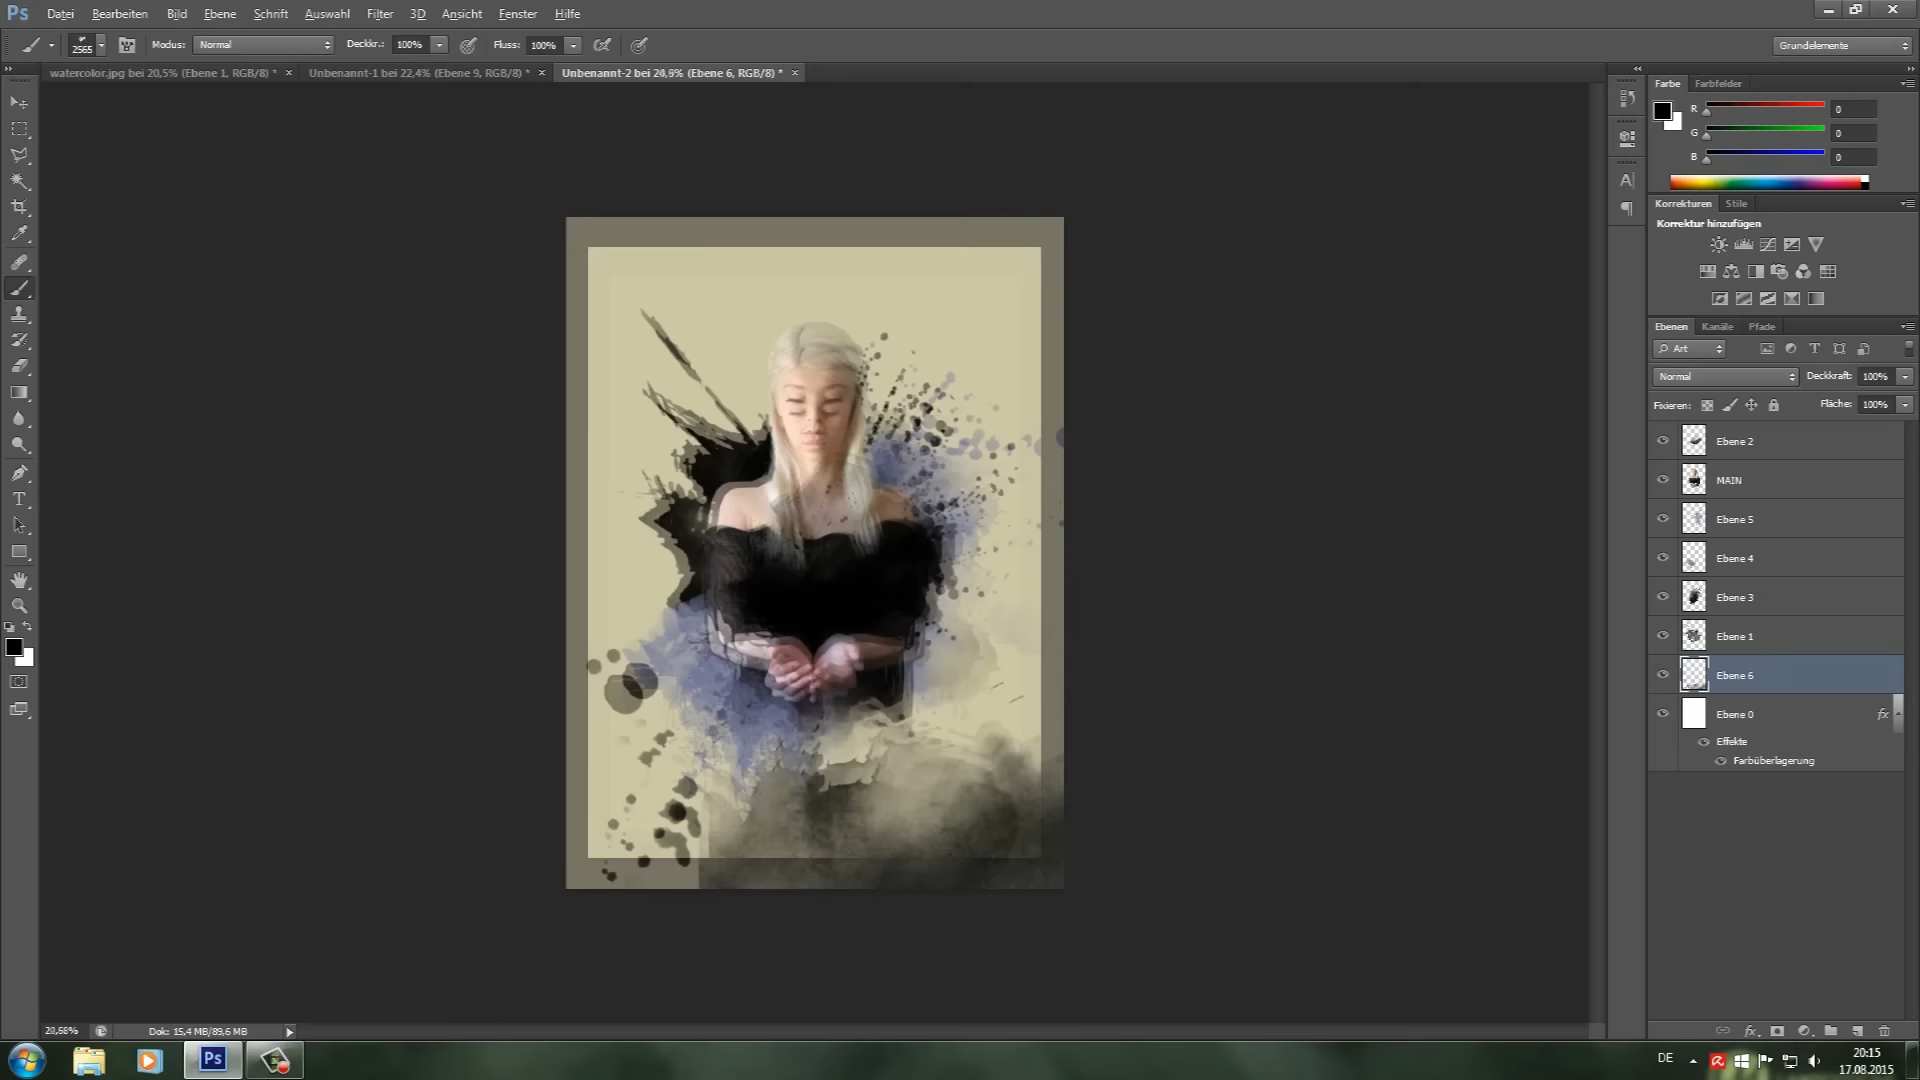 Ps Datei Bearbeiten Bild Ebene Schrift Auswahl Filter 3D Ansicht Fenster Hilfe
2565 Modus: Normal Deckkr.: 100% Fluss: 100% Grundelemente
watercolor.jpg bei 20,5% (Ebene 1, RGB/8) * × Unbenannt-1 bei 22,4% (Ebene 9, RGB/8) * × Unbenannt-2 bei 20,6% (Ebene 6, RGB/8) * ×
Farbe Farbfelder
R 0
G 0
B 0
Korrekturen Stile
Korrektur hinzufügen
Ebenen Kanäle Pfade
Art
Normal Deckkraft: 100%
Fixieren: Fläche: 100%
Ebene 2
MAIN
Ebene 5
Ebene 4
Ebene 3
Ebene 1
Ebene 6
Ebene 0 fx
Effekte
Farbüberlagerung
20,58% Dok: 15,4 MB/89,6 MB
Ps DE 20:15
17.08.2015